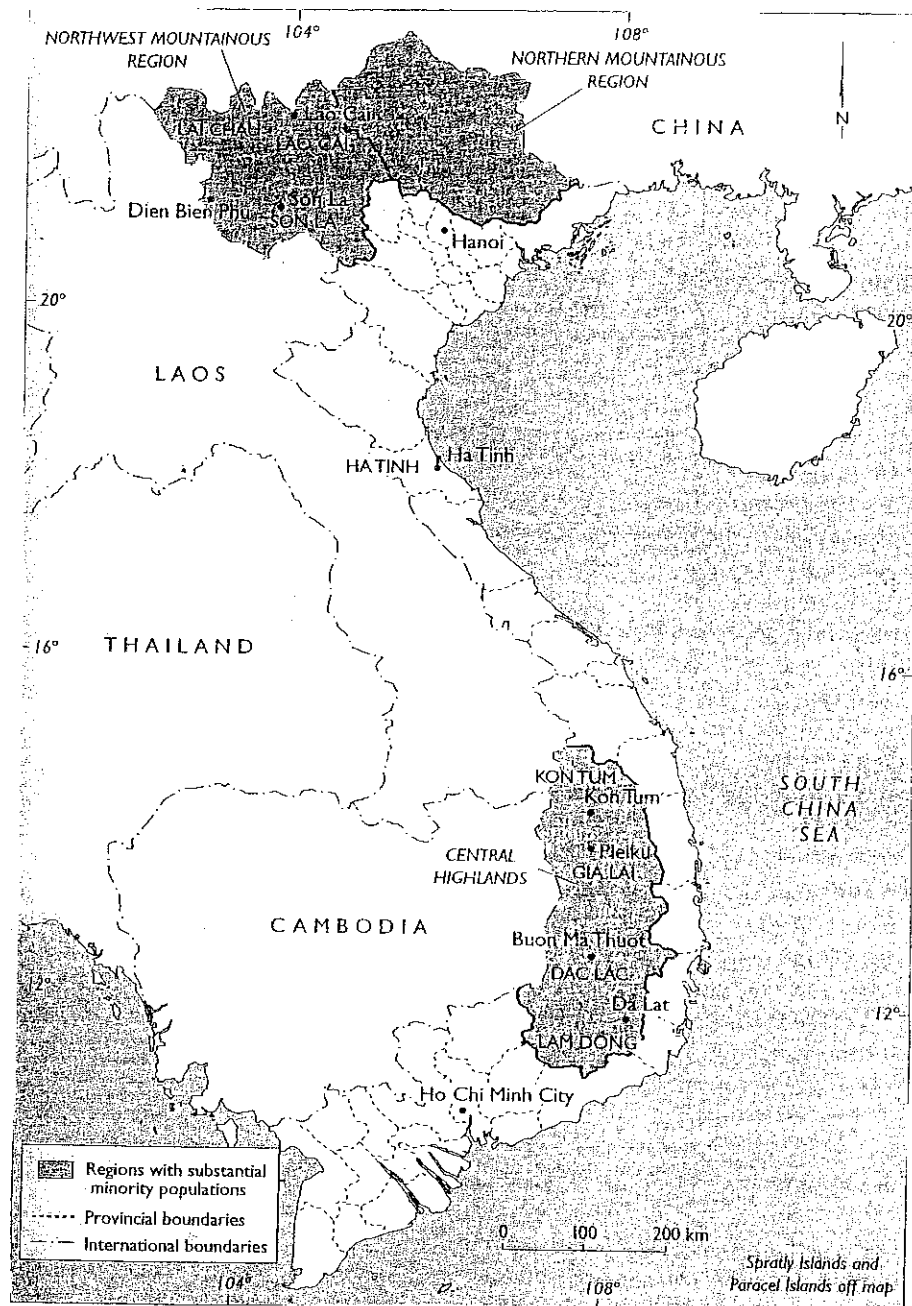 104°
108°
NORTHWEST MOUNTAINOUS
REGION
NORTHERN MOUNTAINOUS
REGION
N
CHINA
Lao Cai
LAI CHAU
LAO CAI
Dien Bien Phu
Son La
SON LA
Hanoi
20°
20°
LAOS
Ha Tinh
HA TINH
THAILAND
16°
16°
KON TUM
Kon Tum
SOUTH
CHINA
SEA
Pleiku
CENTRAL
HIGHLANDS
GIA LAI
CAMBODIA
Buon Ma Thuot
DAC LAC
12°
Da Lat
12°
LAM DONG
Ho Chi Minh City
Regions with substantial
minority populations
Provincial boundaries
International boundaries
0 100 200 km
Spratly Islands and
Paracel Islands off map
104°
108°